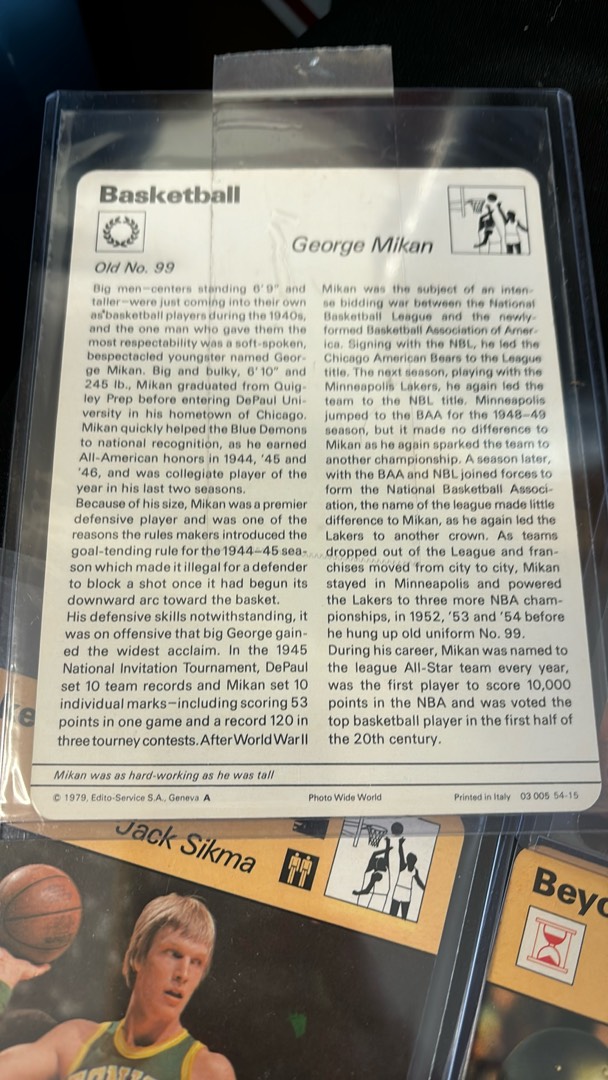 Basketball
George Mikan
Old No. 99
Big men—centers standing 6'9" and
taller—were just coming into their own
as basketball players during the 1940s,
and the one man who gave them the
most respectability was a soft-spoken,
bespectacled youngster named Geor-
ge Mikan. Big and bulky, 6'10" and
245 lb., Mikan graduated from Quig-
ley Prep before entering DePaul Uni-
versity in his hometown of Chicago.
Mikan quickly helped the Blue Demons
to national recognition, as he earned
All-American honors in 1944, '45 and
'46, and was collegiate player of the
year in his last two seasons.
Because of his size, Mikan was a premier
defensive player and was one of the
reasons the rules makers introduced the
goal-tending rule for the 1944—45 sea-
son which made it illegal for a defender
to block a shot once it had begun its
downward arc toward the basket.
His defensive skills notwithstanding, it
was on offensive that big George gain-
ed the widest acclaim. In the 1945
National Invitation Tournament, DePaul
set 10 team records and Mikan set 10
individual marks—including scoring 53
points in one game and a record 120 in
three tourney contests. After World War II
Mikan was the subject of an inten-
se bidding war between the National
Basketball League and the newly-
formed Basketball Association of Amer-
ica. Signing with the NBL, he led the
Chicago American Bears to the League
title. The next season, playing with the
Minneapolis Lakers, he again led the
team to the NBL title. Minneapolis
jumped to the BAA for the 1948-49
season, but it made no difference to
Mikan as he again sparked the team to
another championship. A season later,
with the BAA and NBL joined forces to
form the National Basketball Associ-
ation, the name of the league made little
difference to Mikan, as he again led the
Lakers to another crown. As teams
dropped out of the League and fran-
chises moved from city to city, Mikan
stayed in Minneapolis and powered
the Lakers to three more NBA cham-
pionships, in 1952, '53 and '54 before
he hung up old uniform No. 99.
During his career, Mikan was named to
the league All-Star team every year,
was the first player to score 10,000
points in the NBA and was voted the
top basketball player in the first half of
the 20th century.
Mikan was as hard-working as he was tall
© 1979, Edito-Service S.A., Geneva A
Photo Wide World
Printed in Italy 03 005 54-15
Jack Sikma